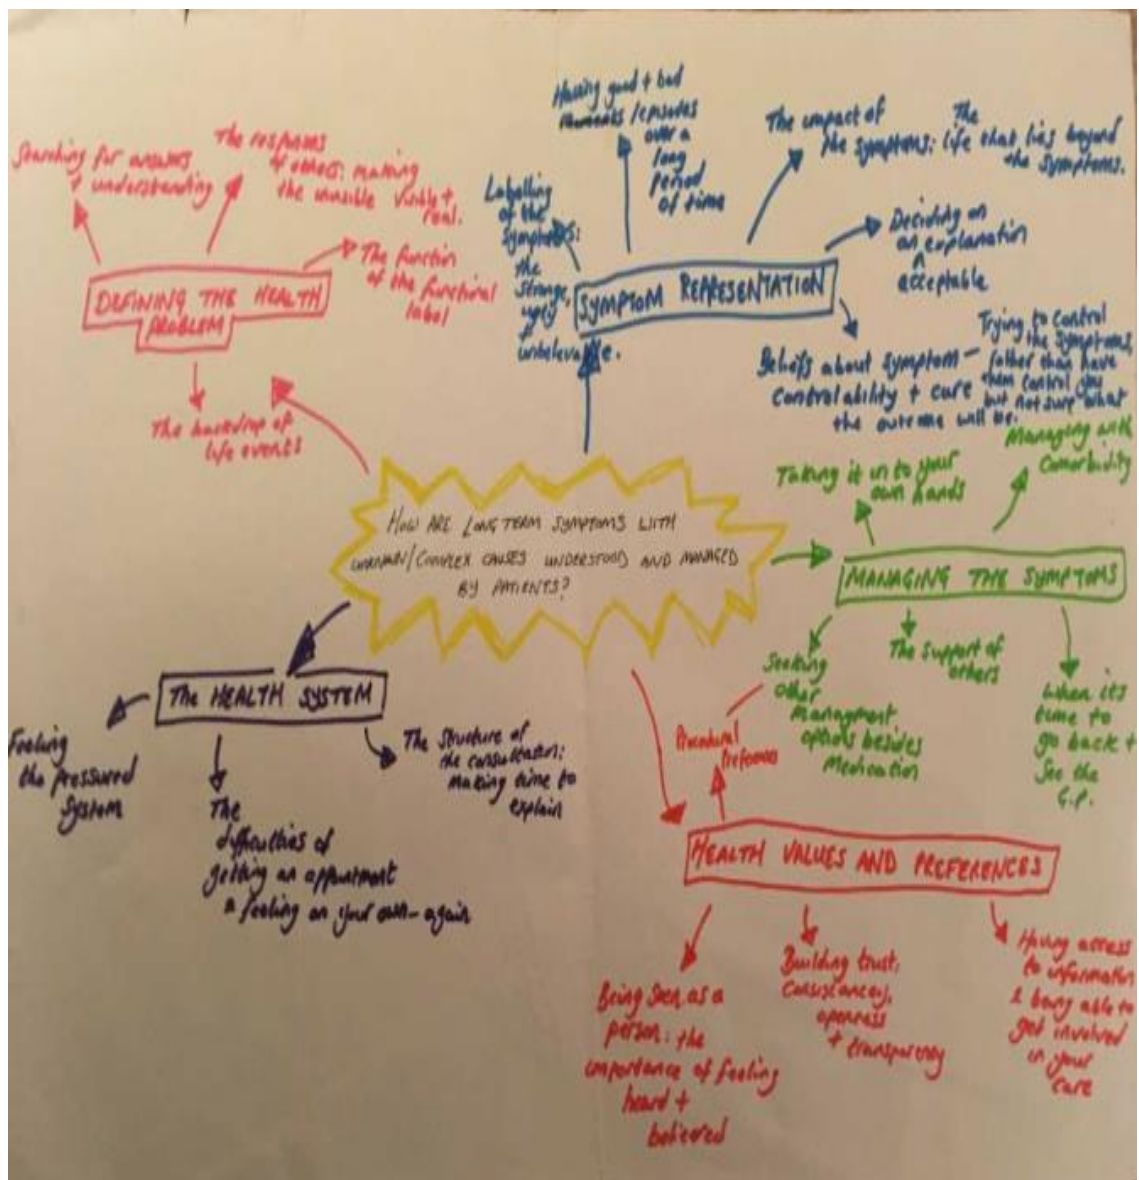 Searching for answers
+ understanding
The responses
of others: making
the invisible visible +
real.
The function
of the functional
label
DEFINING THE HEALTH
PROBLEM
The backdrop of
life events
Having good + bad
moments / episodes
over a
long
period
of time
Labelling
of the
symptoms:
the
strange,
ugly
+
unbelievable.
The impact of
the symptoms: The
life that lies beyond
the symptoms.
Deciding on
an explanation
acceptable
SYMPTOM REPRESENTATION
Beliefs about symptom
Controlability + cure
Trying to control
the symptoms,
rather than have
them control you
but not sure what
the outcome will be.
HOW ARE LONG TERM SYMPTOMS WITH
UNKNOWN/COMPLEX CAUSES UNDERSTOOD AND MANAGED
BY PATIENTS?
Taking it in to your
own hands
Managing with
Comorbidity
MANAGING THE SYMPTOMS
Seeking
other
Managment
options besides
Medication
The support of
others
When its
time to
go back +
See the
G.P.
The HEALTH SYSTEM
Feeling
the pressured
System
The
difficulties of
getting an appointment
feeling on your own - again
The structure of
the consultation:
making time to
explain
Procedural
Preferences
HEALTH VALUES AND PREFERENCES
Being seen as a
person: the
importance of feeling
heard +
believed
Building trust,
openness
+ transparency
Having access
to information
& being able to
get involved
in your
care